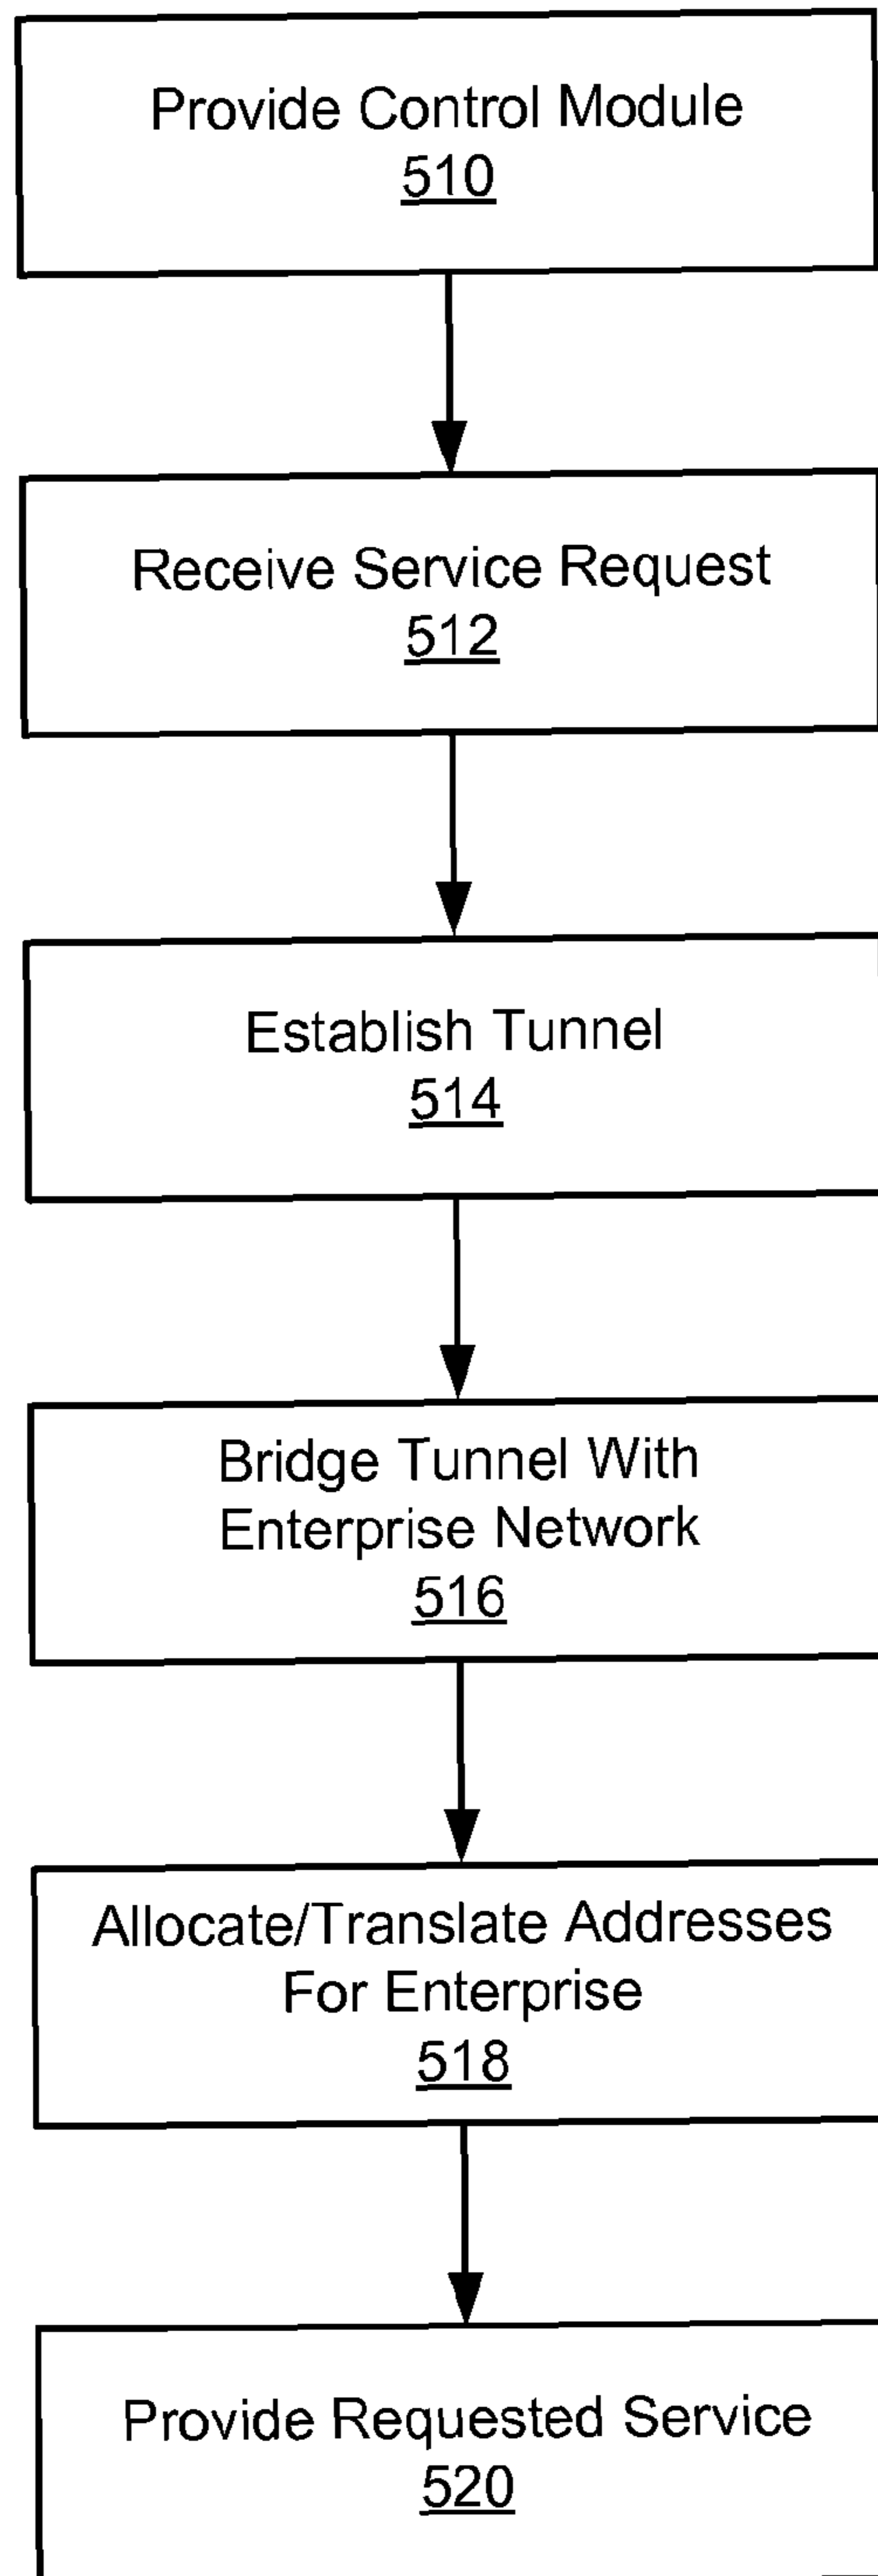 Provide Control Module
510
Receive Service Request
512
Establish Tunnel
514
Bridge Tunnel With
Enterprise Network
516
Allocate/Translate Addresses
For Enterprise
518
Provide Requested Service
520